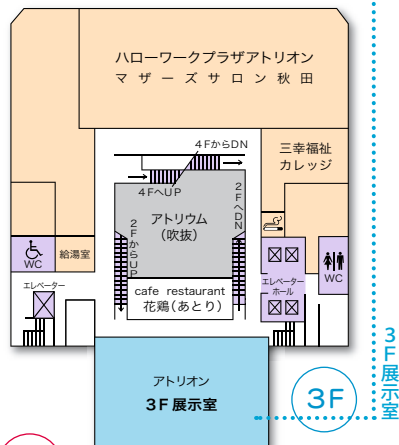 ハローワークプラザアトリオン
マザーズサロン秋田
4FからDN
三幸福祉
カレッジ
4FへUP
アトリウム
(吹抜)
2FへDN
2FからUP
WC
給湯室
エレベーター
ホール
WC
エレベーター
cafe restaurant
花鶏(あとり)
アトリオン
3F展示室
3F
3F展示室